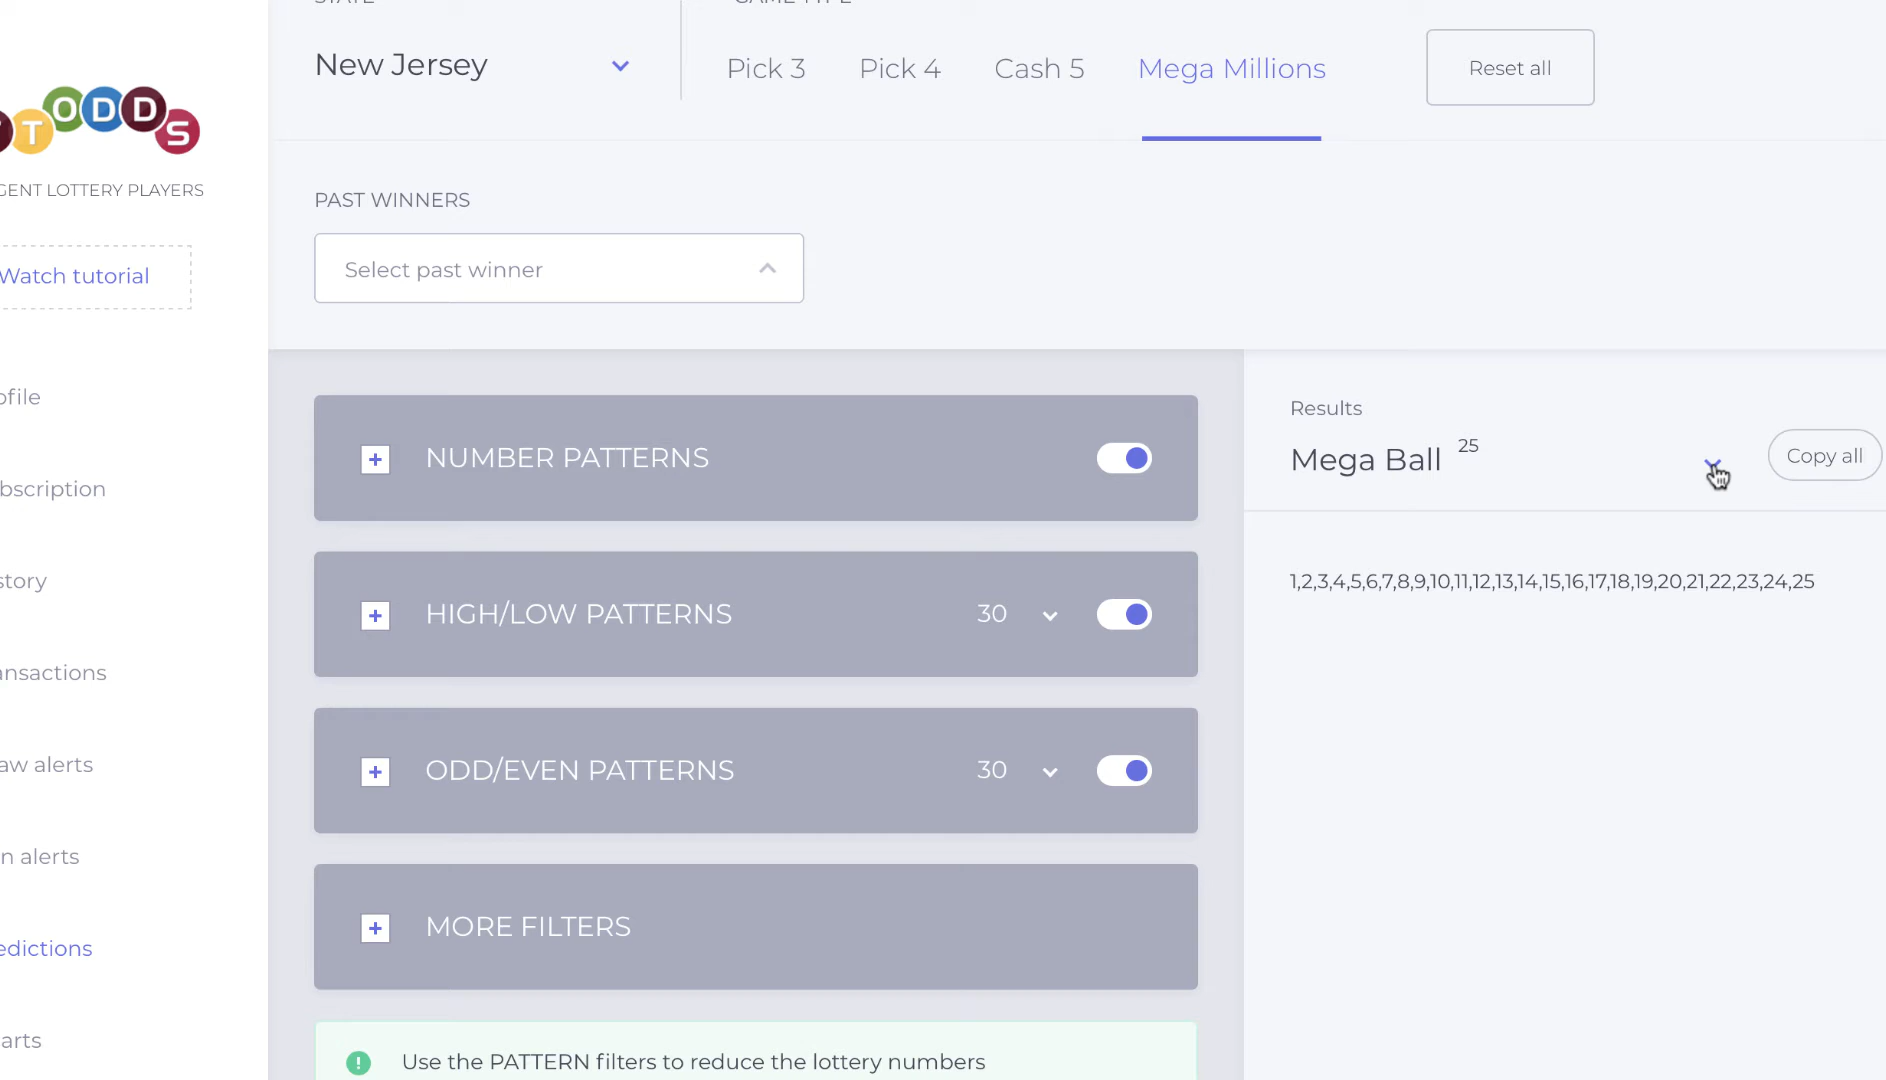 New Jersey
Pick 3
Pick 4
Cash 5
Mega Millions
Reset all
TODDS
GENT LOTTERY PLAYERS
PAST WINNERS
Watch tutorial
Select past winner
ofile
Results
Mega Ball 25
Copy all
NUMBER PATTERNS
bscription
story
1,2,3,4,5,6,7,8,9,10,11,12,13,14,15,16,17,18,19,20,21,22,23,24,25
HIGH/LOW PATTERNS
30
ansactions
aw alerts
ODD/EVEN PATTERNS
30
n alerts
edictions
MORE FILTERS
arts
Use the PATTERN filters to reduce the lottery numbers